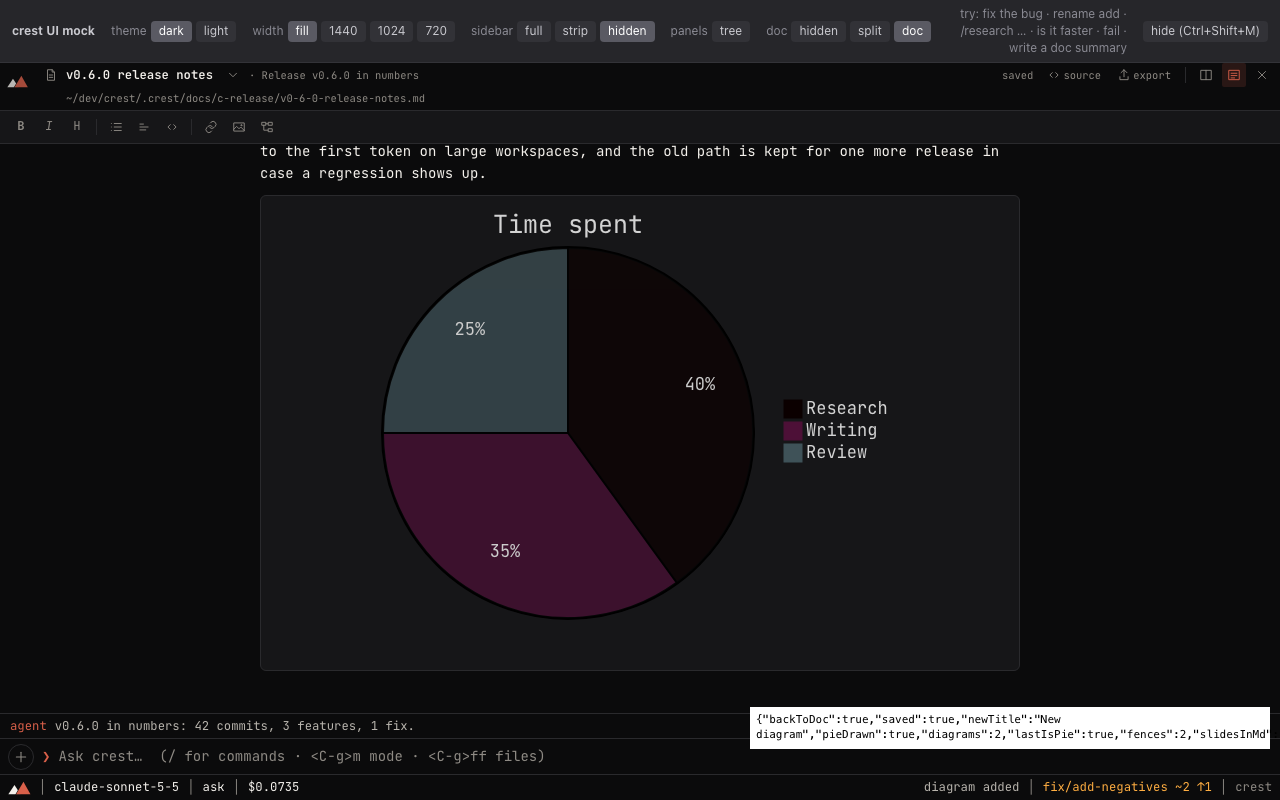 crest UI mock theme dark light width fill 1440 1024 720 sidebar full strip hidden panels tree doc hidden split doc
try: fix the bug · rename add ·
/research ... · is it faster · fail ·
write a doc summary
hide (Ctrl+Shift+M)
v0.6.0 release notes · Release v0.6.0 in numbers saved source export
~/dev/crest/.crest/docs/c-release/v0-6-0-release-notes.md
B I H
to the first token on large workspaces, and the old path is kept for one more release in
case a regression shows up.
Time spent
25%
40%
35%
Research
Writing
Review
agent v0.6.0 in numbers: 42 commits, 3 features, 1 fix.
{"backToDoc":true,"saved":true,"newTitle":"New
diagram","pieDrawn":true,"diagrams":2,"lastIsPie":true,"fences":2,"slidesInMd"
❯ Ask crest… (/ for commands · <C-g>m mode · <C-g>ff files)
claude-sonnet-5-5 │ ask │ $0.0735 diagram added │ fix/add-negatives ~2 ↑1 │ crest